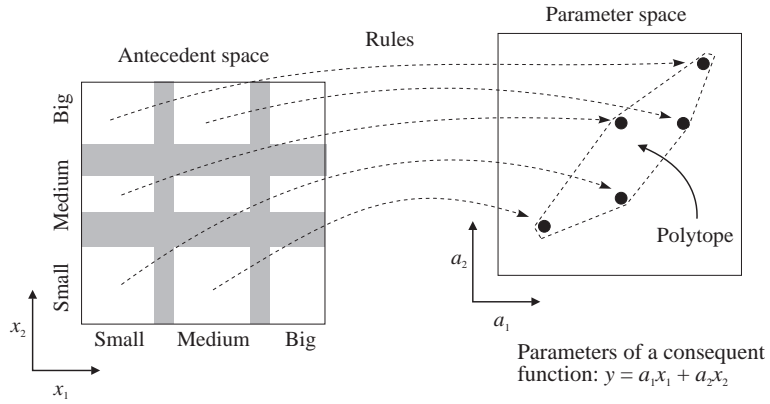 Parameter space
Rules
Antecedent space
Big
Medium
Small
Polytope
a2
a1
x2
Small Medium Big
x1
Parameters of a consequent
function: y = a1x1 + a2x2